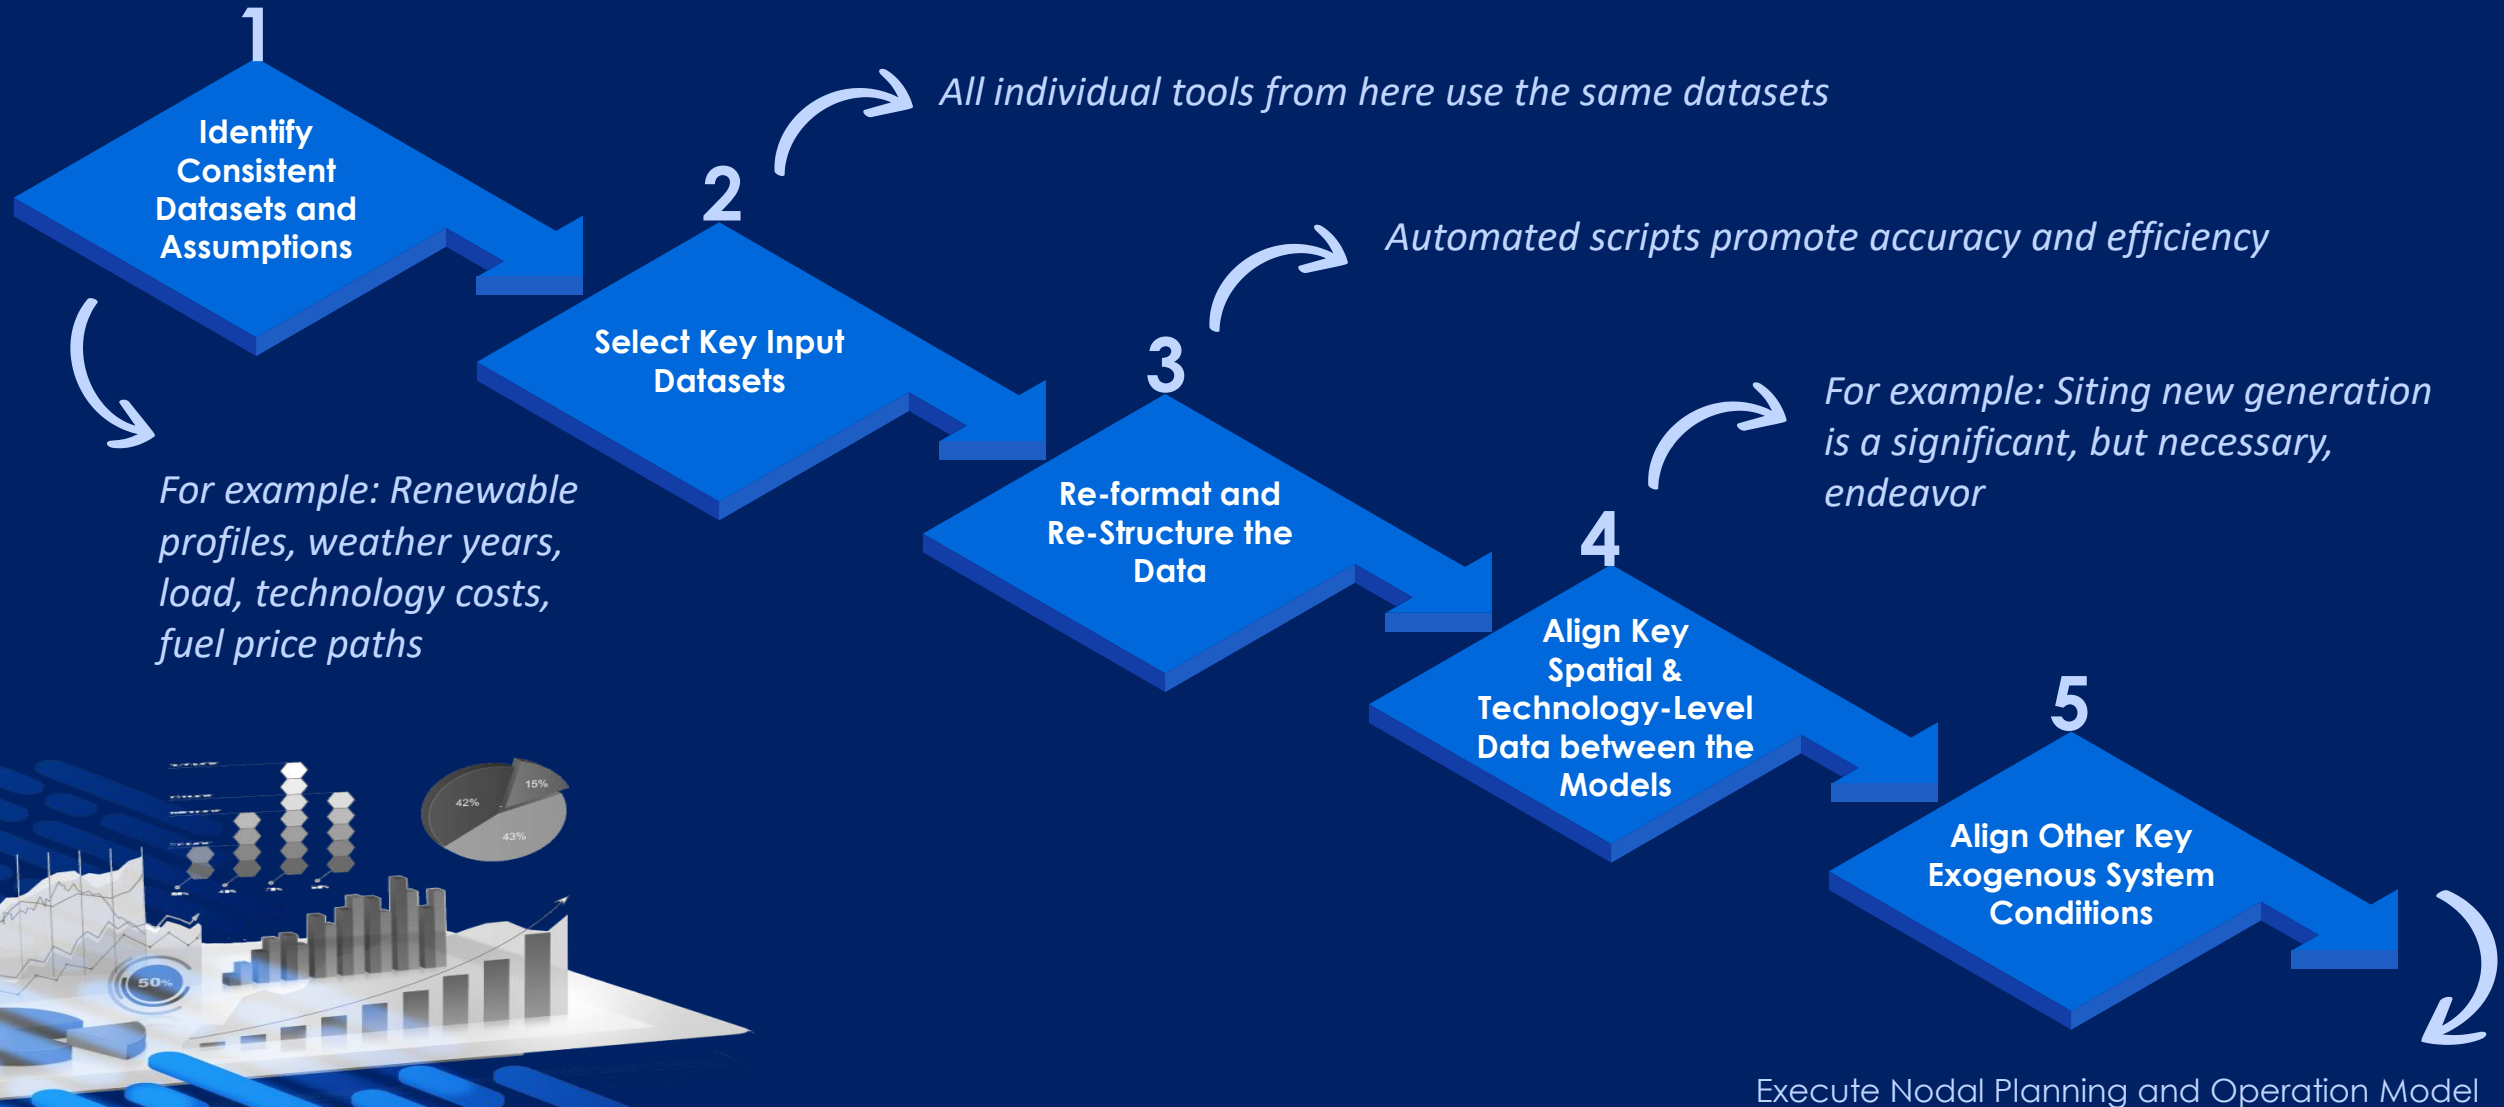 1
Identify
Consistent
Datasets and
Assumptions
For example: Renewable
profiles, weather years,
load, technology costs,
fuel price paths
2
Select Key Input
Datasets
All individual tools from here use the same datasets
3
Re-format and
Re-Structure the
Data
Automated scripts promote accuracy and efficiency
4
Align Key
Spatial &
Technology-Level
Data between the
Models
For example: Siting new generation
is a significant, but necessary,
endeavor
5
Align Other Key
Exogenous System
Conditions
Execute Nodal Planning and Operation Model
15%
42%
43%
50%